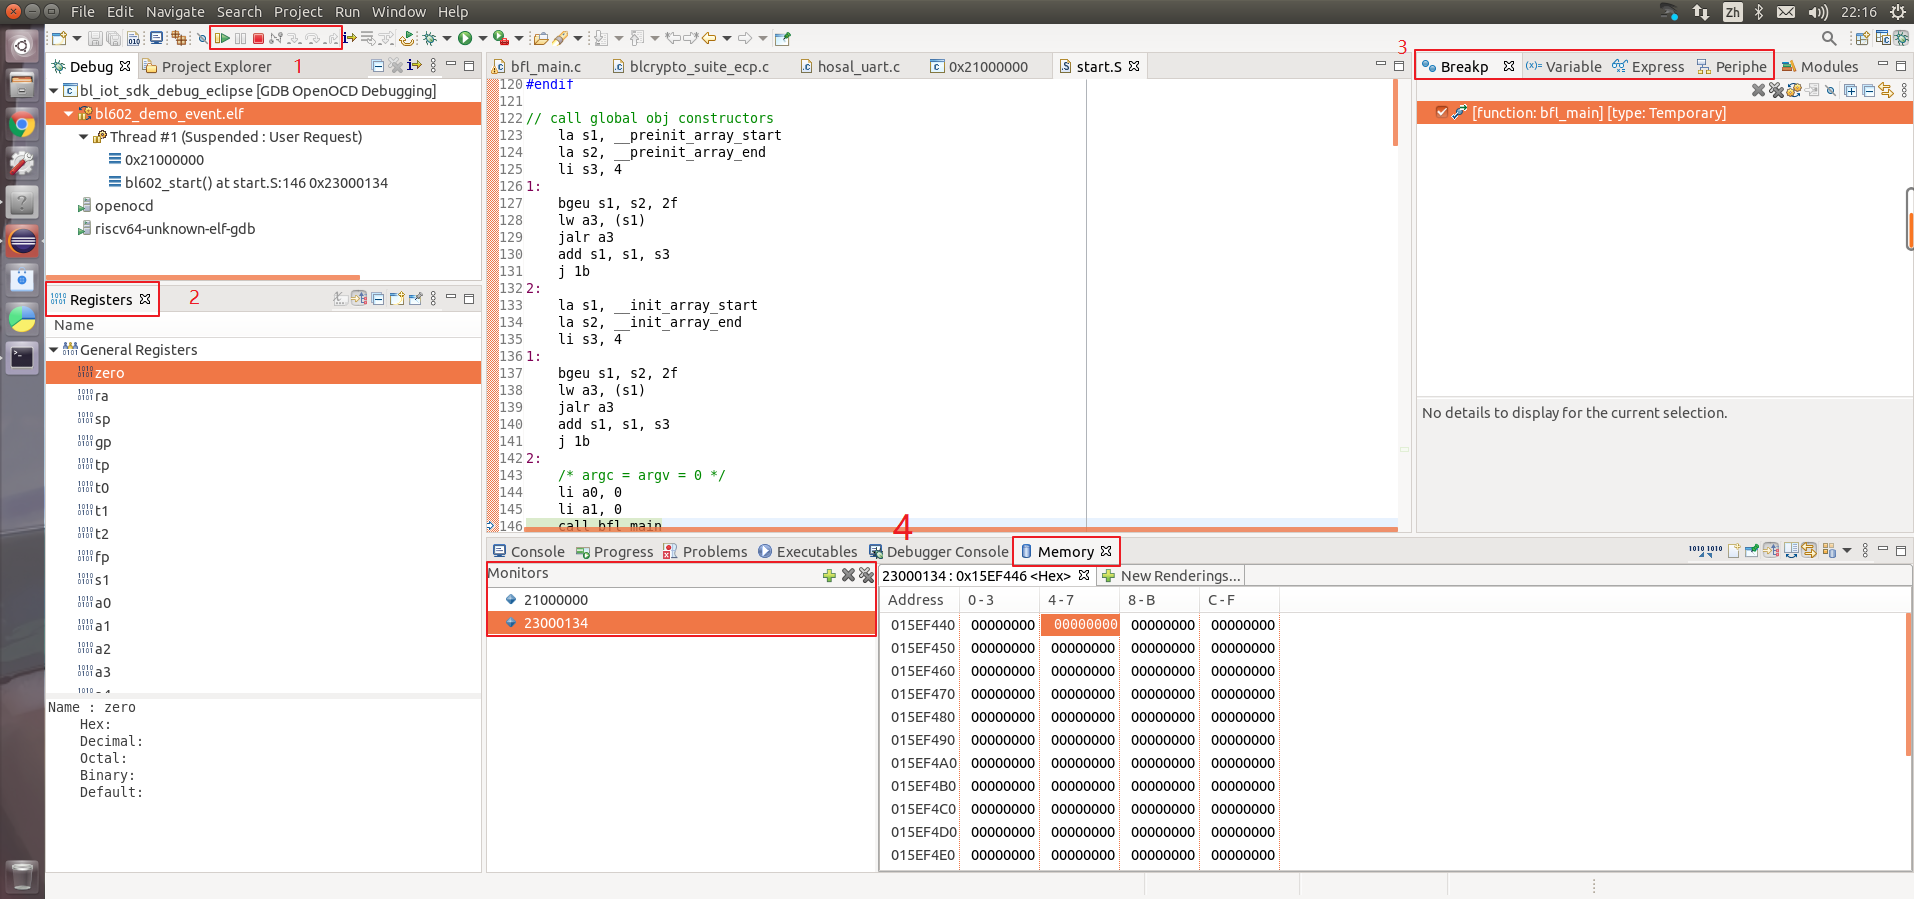 File Edit Navigate Search Project Run Window Help
Zh 22:16
1
3
Debug Project Explorer
bl_iot_sdk_debug_eclipse [GDB OpenOCD Debugging]
bl602_demo_event.elf
Thread #1 (Suspended : User Request)
0x21000000
bl602_start() at start.S:146 0x23000134
openocd
riscv64-unknown-elf-gdb
Registers
2
Name
General Registers
zero
ra
sp
gp
tp
t0
t1
t2
fp
s1
a0
a1
a2
a3
Name : zero
Hex:
Decimal:
Octal:
Binary:
Default:
bfl_main.c blcrypto_suite_ecp.c hosal_uart.c 0x21000000 start.S
120 #endif
121
122 // call global obj constructors
123 la s1, __preinit_array_start
124 la s2, __preinit_array_end
125 li s3, 4
126 1:
127 bgeu s1, s2, 2f
128 lw a3, (s1)
129 jalr a3
130 add s1, s1, s3
131 j 1b
132 2:
133 la s1, __init_array_start
134 la s2, __init_array_end
135 li s3, 4
136 1:
137 bgeu s1, s2, 2f
138 lw a3, (s1)
139 jalr a3
140 add s1, s1, s3
141 j 1b
142 2:
143 /* argc = argv = 0 */
144 li a0, 0
145 li a1, 0
146 call bfl_main
4
Breakp (x)= Variable Express Periphe Modules
[function: bfl_main] [type: Temporary]
No details to display for the current selection.
Console Progress Problems Executables Debugger Console Memory
Monitors
21000000
23000134
23000134 : 0x15EF446 <Hex> New Renderings...
Address 0 - 3 4 - 7 8 - B C - F
015EF440 00000000 00000000 00000000 00000000
015EF450 00000000 00000000 00000000 00000000
015EF460 00000000 00000000 00000000 00000000
015EF470 00000000 00000000 00000000 00000000
015EF480 00000000 00000000 00000000 00000000
015EF490 00000000 00000000 00000000 00000000
015EF4A0 00000000 00000000 00000000 00000000
015EF4B0 00000000 00000000 00000000 00000000
015EF4C0 00000000 00000000 00000000 00000000
015EF4D0 00000000 00000000 00000000 00000000
015EF4E0 00000000 00000000 00000000 00000000